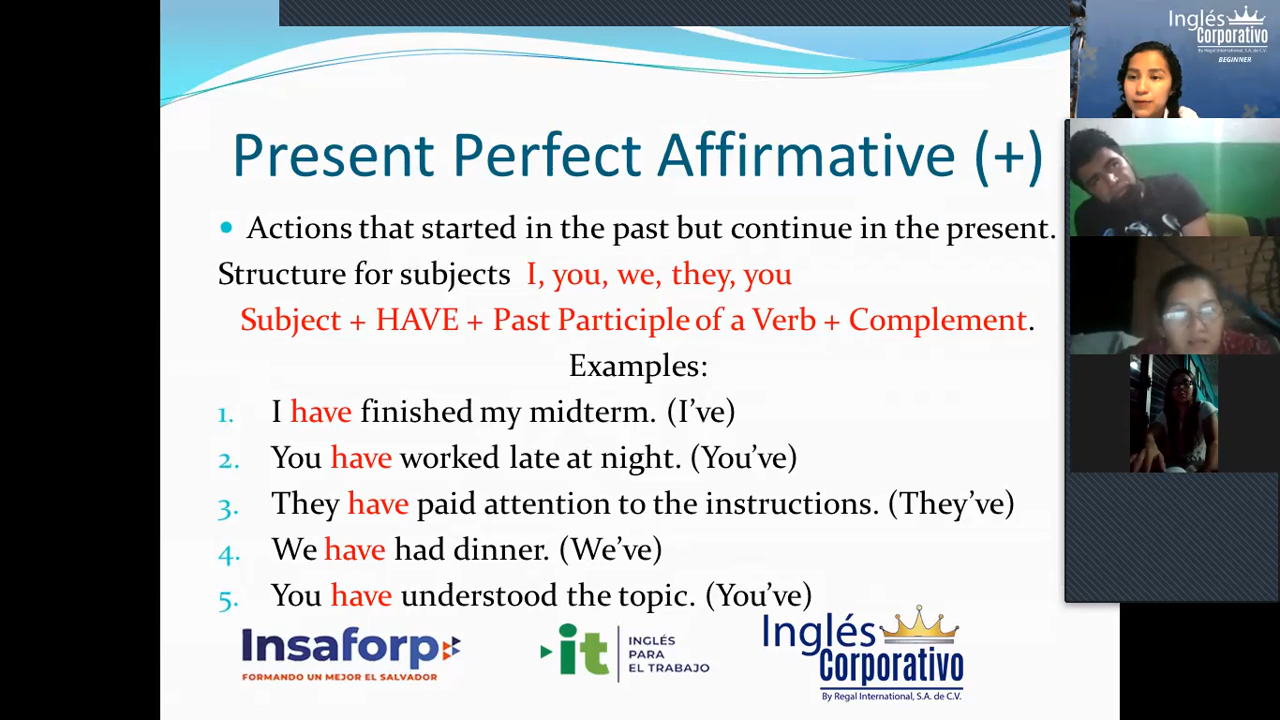 Present Perfect Affirmative (+)
• Actions that started in the past but continue in the present.
Structure for subjects I, you, we, they, you
Subject + HAVE + Past Participle of a Verb + Complement.
Examples:
1. I have finished my midterm. (I've)
2. You have worked late at night. (You've)
3. They have paid attention to the instructions. (They've)
4. We have had dinner. (We've)
5. You have understood the topic. (You've)
Insaforp
FORMANDO UN MEJOR EL SALVADOR
it
INGLÉS
PARA
EL TRABAJO
Inglés
Corporativo
By Regal International, S.A. de C.V.
Inglés
Corporativo
By Regal International, S.A. de C.V.
BEGINNER